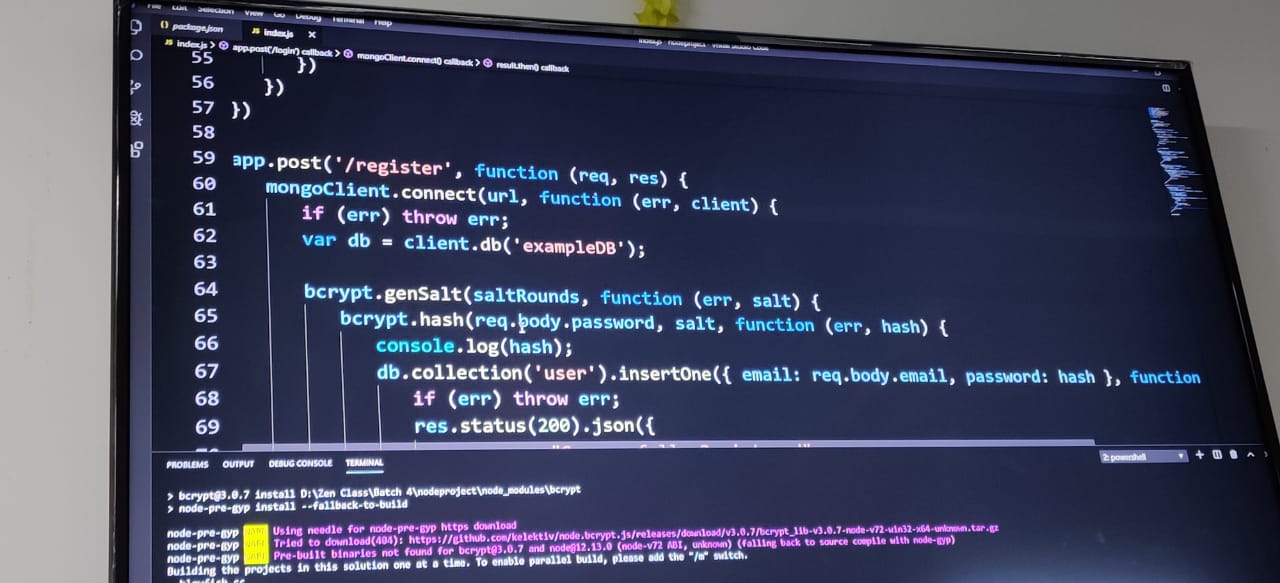 File Edit Selection View Go Debug Terminal Help
index.js - nodeproject - Visual Studio Code
{} package.json
JS index.js X
JS index.js > app.post('/login') callback > mongoClient.connect() callback > result.then() callback
55 })
56 })
57 })
58
59 app.post('/register', function (req, res) {
60 mongoClient.connect(url, function (err, client) {
61 if (err) throw err;
62 var db = client.db('exampleDB');
63
64 bcrypt.genSalt(saltRounds, function (err, salt) {
65 bcrypt.hash(req.body.password, salt, function (err, hash) {
66 console.log(hash);
67 db.collection('user').insertOne({ email: req.body.email, password: hash }, function
68 if (err) throw err;
69 res.status(200).json({
PROBLEMS OUTPUT DEBUG CONSOLE TERMINAL
2: powershell
> bcrypt@3.0.7 install D:\Zen Class\Batch 4\nodeproject\node_modules\bcrypt
> node-pre-gyp install --fallback-to-build
node-pre-gyp WARN Using needle for node-pre-gyp https download
node-pre-gyp WARN Tried to download(404): https://github.com/kelektiv/node.bcrypt.js/releases/download/v3.0.7/bcrypt_lib-v3.0.7-node-v72-win32-x64-unknown.tar.gz
node-pre-gyp WARN Pre-built binaries not found for bcrypt@3.0.7 and node@12.13.0 (node-v72 ABI, unknown) (falling back to source compile with node-gyp)
Building the projects in this solution one at a time. To enable parallel build, please add the "/m" switch.